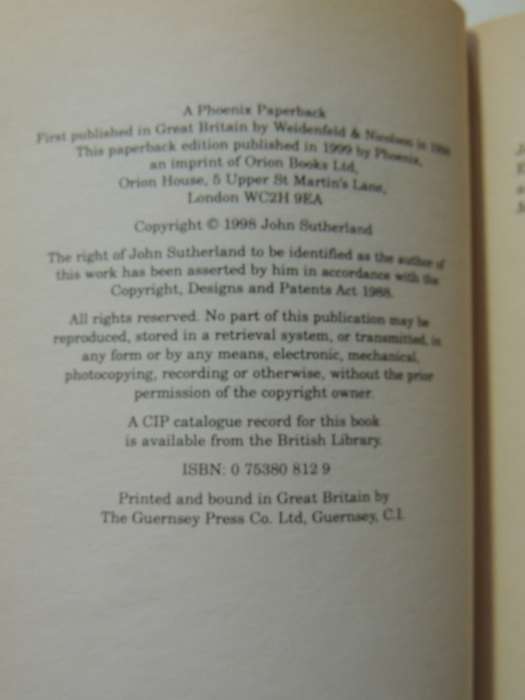 A Phoenix Paperback
First published in Great Britain by Weidenfeld & Nicolson in 1998
This paperback edition published in 1999 by Phoenix,
an imprint of Orion Books Ltd,
Orion House, 5 Upper St Martin's Lane,
London WC2H 9EA
Copyright © 1998 John Sutherland
The right of John Sutherland to be identified as the author of
this work has been asserted by him in accordance with the
Copyright, Designs and Patents Act 1988.
All rights reserved. No part of this publication may be
reproduced, stored in a retrieval system, or transmitted, in
any form or by any means, electronic, mechanical,
photocopying, recording or otherwise, without the prior
permission of the copyright owner.
A CIP catalogue record for this book
is available from the British Library.
ISBN: 0 75380 812 9
Printed and bound in Great Britain by
The Guernsey Press Co. Ltd, Guernsey, C.I.